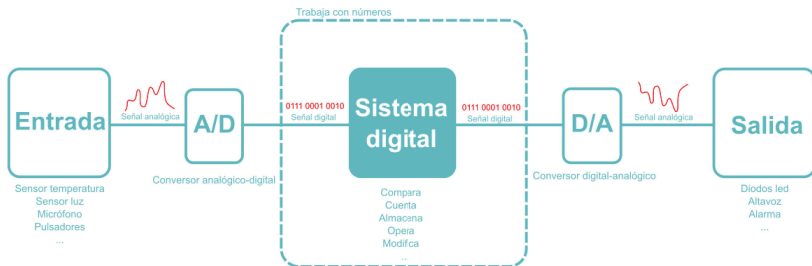 Trabaja con números
Entrada
Señal analógica
A/D
0111 0001 0010
Señal digital
Sistema
digital
0111 0001 0010
Señal digital
D/A
Señal analógica
Salida
Sensor temperatura
Sensor luz
Micrófono
Pulsadores
...
Conversor analógico-digital
Compara
Cuenta
Almacena
Opera
Modifica
...
Conversor digital-analógico
Diodos led
Altavoz
Alarma
...